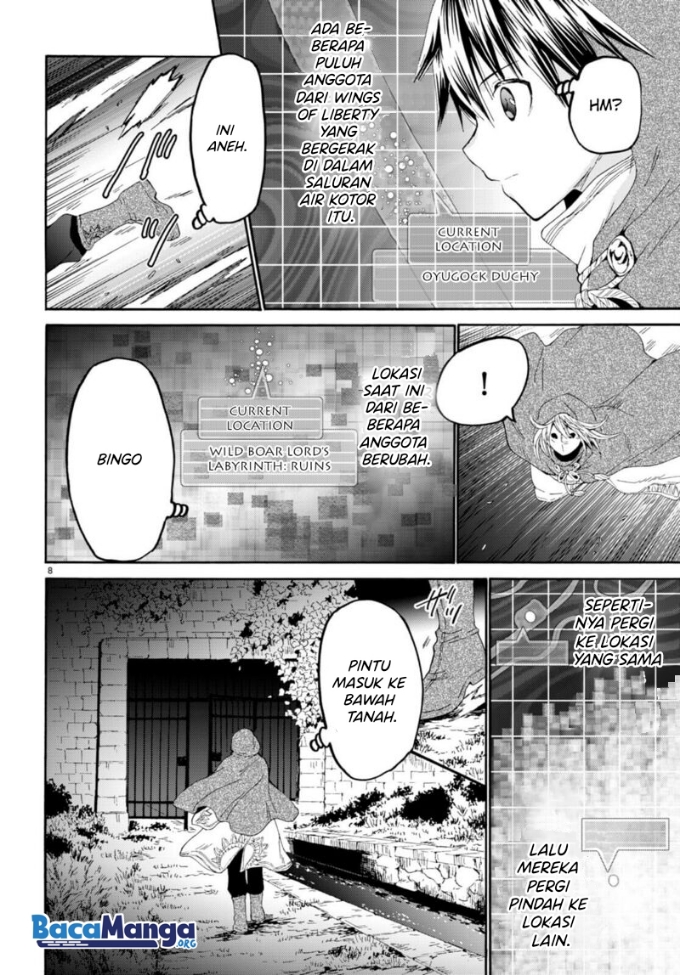 HM?
ADA BE-
BERAPA
PULUH
ANGGOTA
DARI WINGS
OF LIBERTY
YANG
BERGERAK
DI DALAM
SALURAN
AIR KOTOR
ITU.
CURRENT
LOCATION
OYUGOCK DUCHY
INI
ANEH.
!
LOKASI
SAAT INI
DARI BE-
BERAPA
ANGGOTA
BERUBAH.
CURRENT
LOCATION
WILD BOAR LORD'S
LABYRINTH: RUINS
BINGO
8
SEPERTI-
NYA PERGI
KE LOKASI
YANG SAMA
LALU
MEREKA
PERGI
PINDAH KE
LOKASI
LAIN.
PINTU
MASUK KE
BAWAH
TANAH.
BacaManga
.ORG